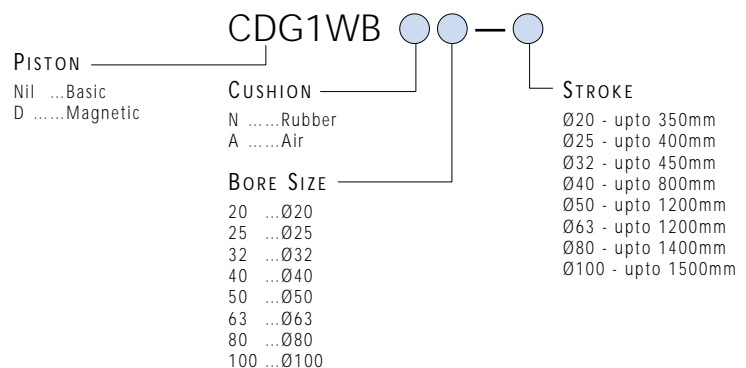 CDG1WB —
PISTON
Nil ...Basic
D ......Magnetic
CUSHION
N ......Rubber
A ......Air
BORE SIZE
20 ...Ø20
25 ...Ø25
32 ...Ø32
40 ...Ø40
50 ...Ø50
63 ...Ø63
80 ...Ø80
100 ...Ø100
STROKE
Ø20 - upto 350mm
Ø25 - upto 400mm
Ø32 - upto 450mm
Ø40 - upto 800mm
Ø50 - upto 1200mm
Ø63 - upto 1200mm
Ø80 - upto 1400mm
Ø100 - upto 1500mm